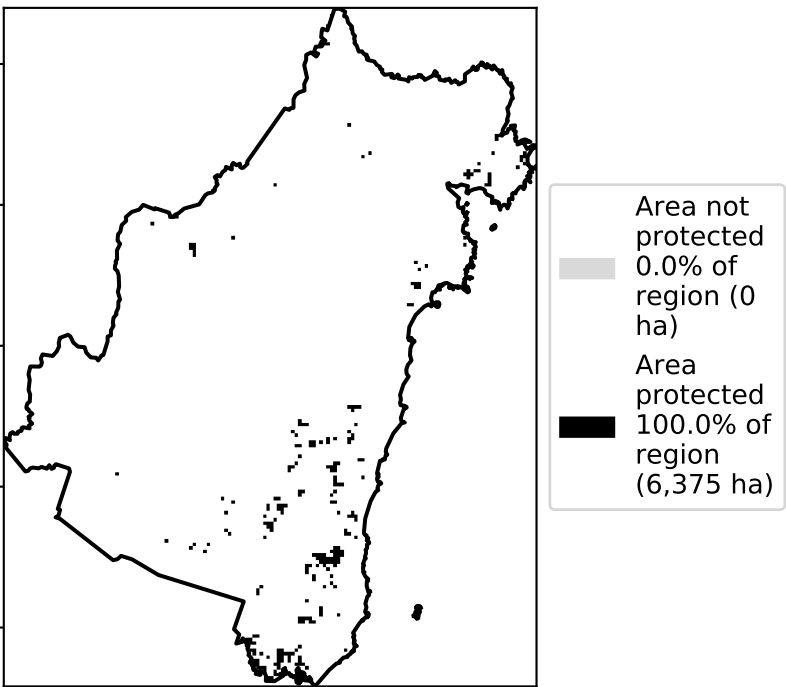 Area not
protected
0.0% of
region (0
ha)
Area
protected
100.0% of
region
(6,375 ha)